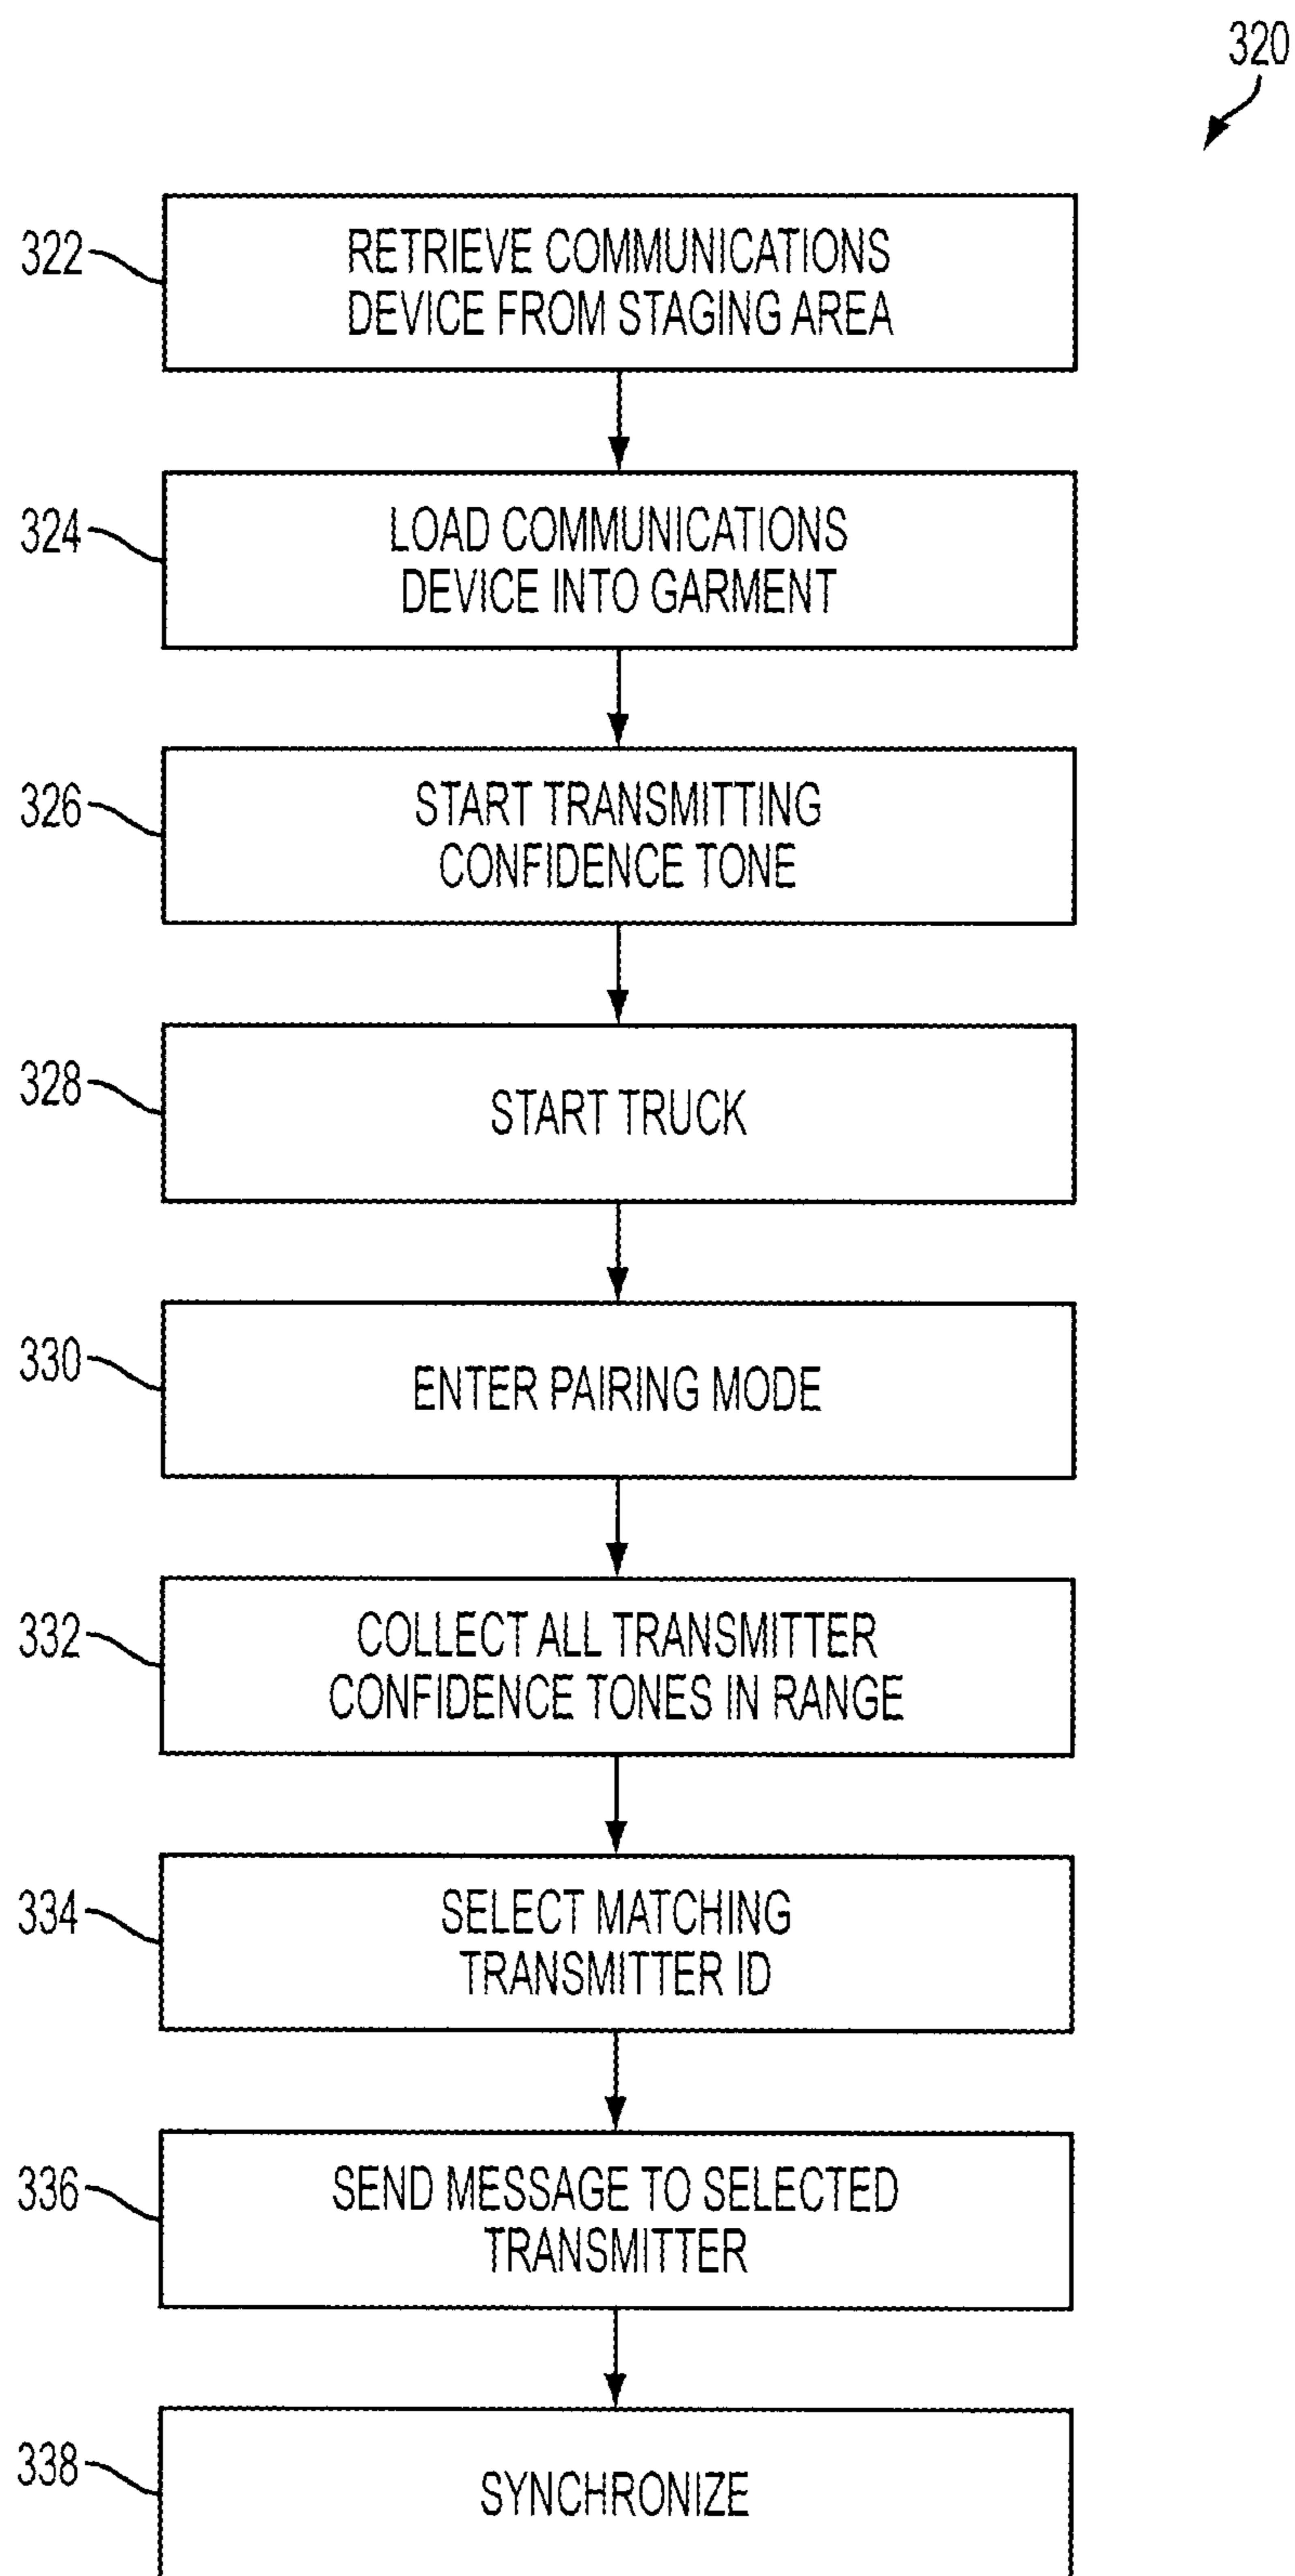 320
322
RETRIEVE COMMUNICATIONS
DEVICE FROM STAGING AREA
324
LOAD COMMUNICATIONS
DEVICE INTO GARMENT
326
START TRANSMITTING
CONFIDENCE TONE
328
START TRUCK
330
ENTER PAIRING MODE
332
COLLECT ALL TRANSMITTER
CONFIDENCE TONES IN RANGE
334
SELECT MATCHING
TRANSMITTER ID
336
SEND MESSAGE TO SELECTED
TRANSMITTER
338
SYNCHRONIZE